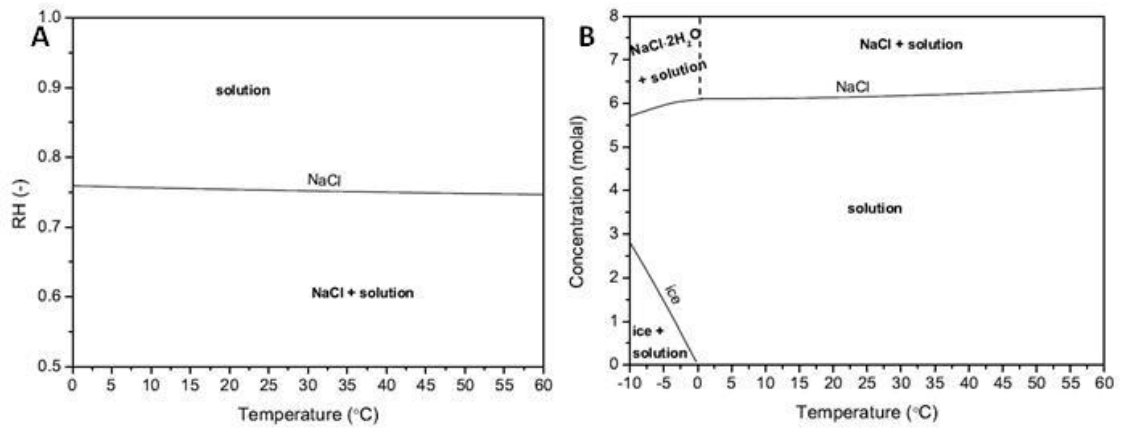 A
1.0
0.9
0.8
0.7
0.6
0.5
RH (-)
solution
NaCl
NaCl + solution
0 5 10 15 20 25 30 35 40 45 50 55 60
Temperature (°C)
B
8
7
6
5
4
3
2
1
0
Concentration (molal)
NaCl·2H₂O
+ solution
NaCl + solution
NaCl
solution
ice
ice +
solution
-10 -5 0 5 10 15 20 25 30 35 40 45 50 55 60
Temperature (°C)